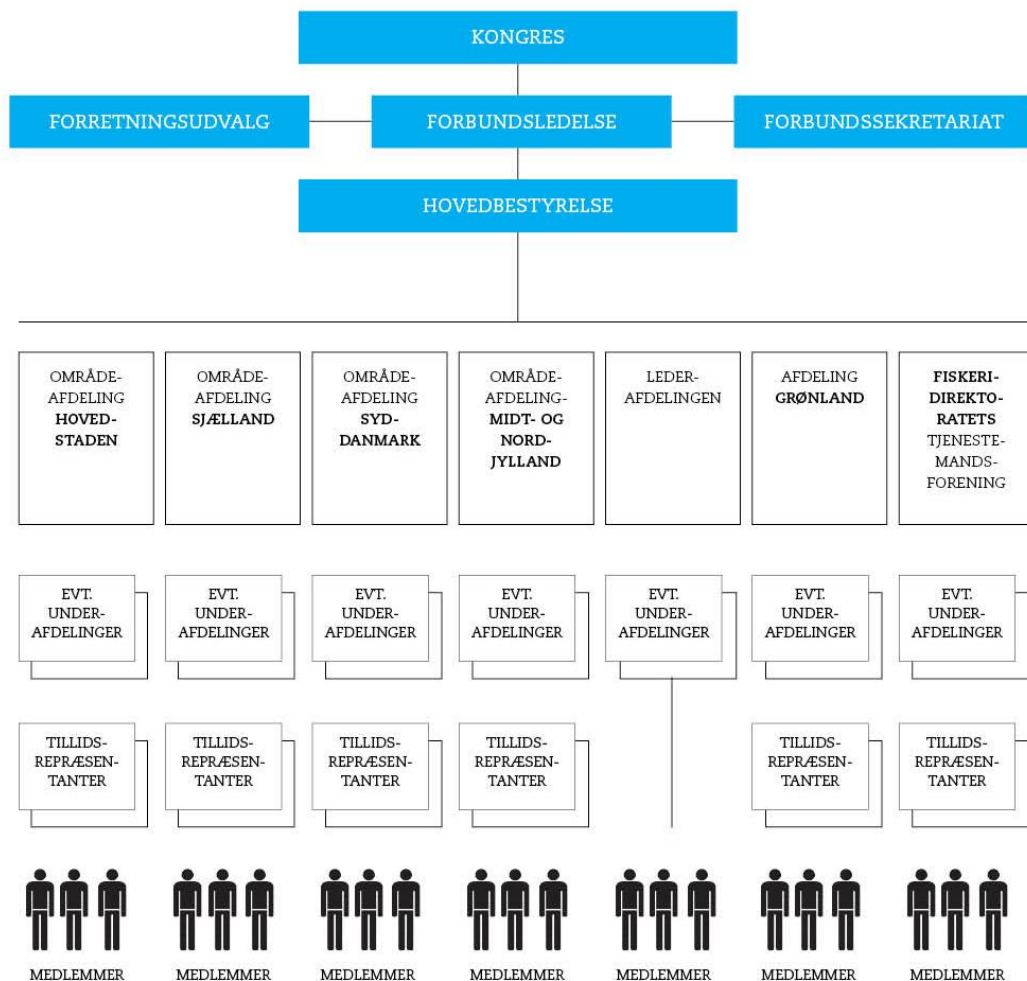 KONGRES
FORRETNINGSUDVALG
FORBUNDSLEDELSE
FORBUNDSSEKRETARIAT
HOVEDBESTYRELSE
OMRÅDE-
AFDELING
HOVED-
STADEN
OMRÅDE-
AFDELING
SJÆLLAND
OMRÅDE-
AFDELING
SYD-
DANMARK
OMRÅDE-
AFDELING-
MIDT- OG
NORD-
JYLLAND
LEDER-
AFDELINGEN
AFDELING
GRØNLAND
FISKERI-
DIREKTO-
RATETS
TJENESTE-
MANDS-
FORENING
EVT.
UNDER-
AFDELINGER
EVT.
UNDER-
AFDELINGER
EVT.
UNDER-
AFDELINGER
EVT.
UNDER-
AFDELINGER
EVT.
UNDER-
AFDELINGER
EVT.
UNDER-
AFDELINGER
EVT.
UNDER-
AFDELINGER
TILLIDS-
REPRÆSEN-
TANTER
TILLIDS-
REPRÆSEN-
TANTER
TILLIDS-
REPRÆSEN-
TANTER
TILLIDS-
REPRÆSEN-
TANTER
TILLIDS-
REPRÆSEN-
TANTER
TILLIDS-
REPRÆSEN-
TANTER
MEDLEMMER
MEDLEMMER
MEDLEMMER
MEDLEMMER
MEDLEMMER
MEDLEMMER
MEDLEMMER